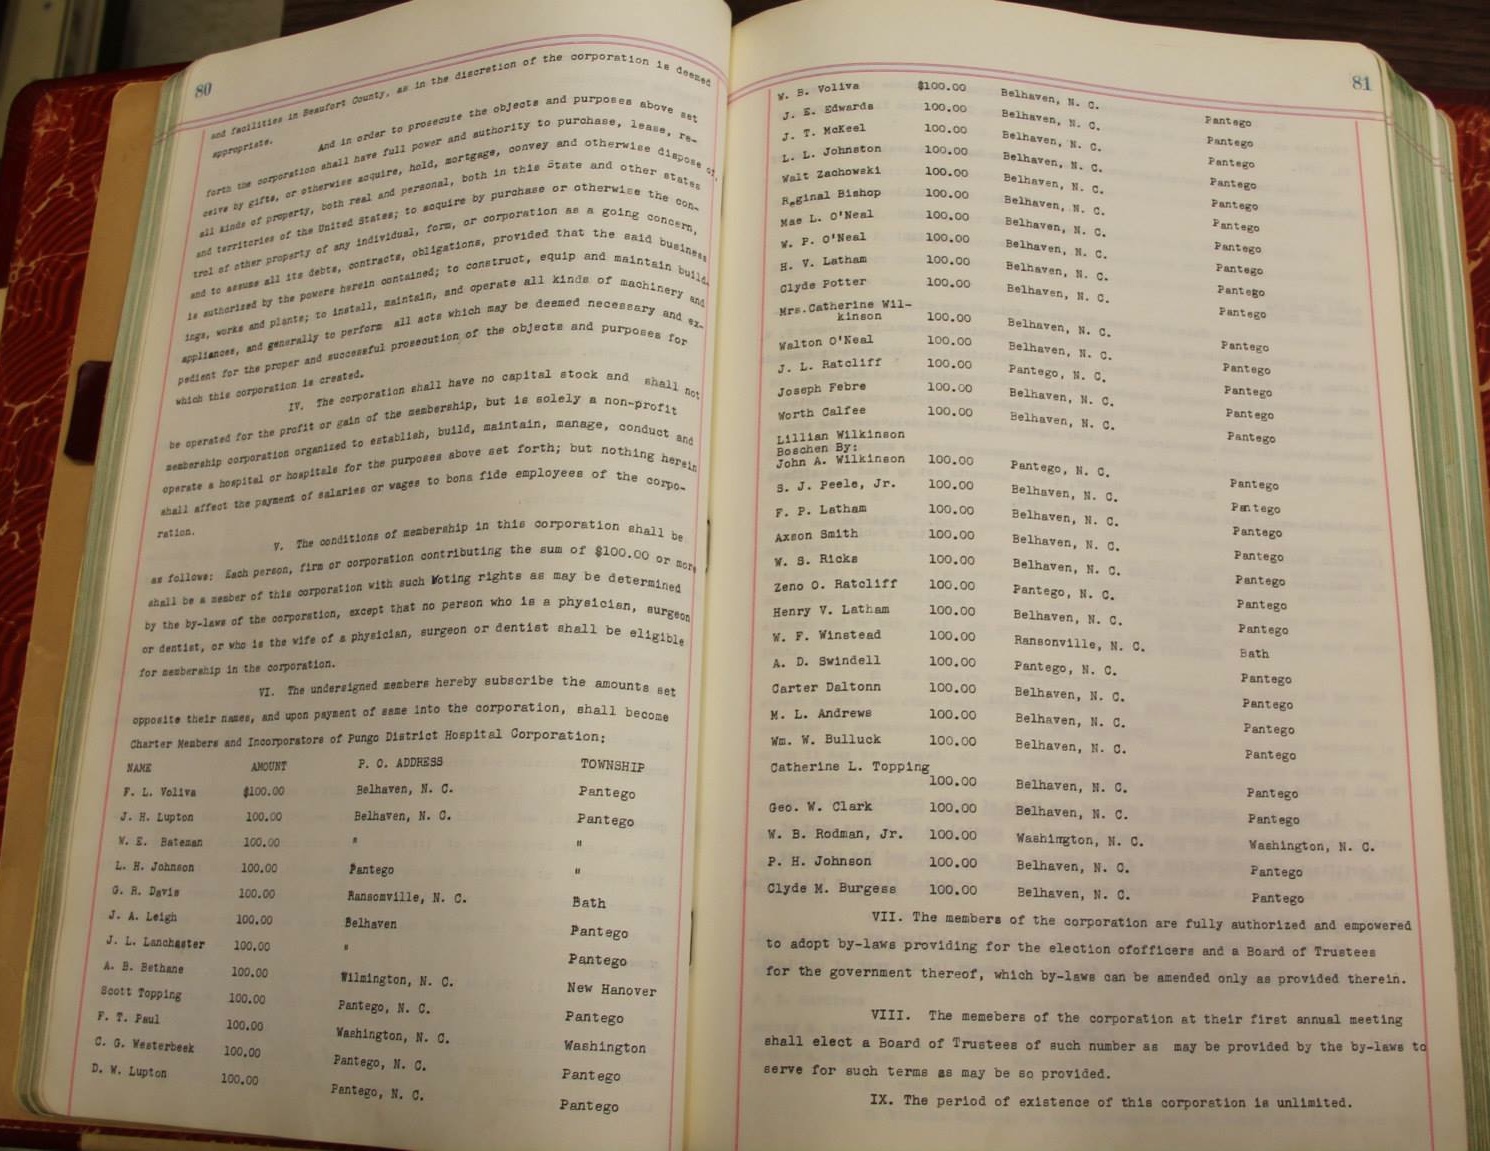 80
and facilities in Beaufort County, as in the discretion of the corporation is deemed
appropriate.
And in order to prosecute the objects and purposes above set
forth the corporation shall have full power and authority to purchase, lease, re-
ceive by gifts, or otherwise acquire, hold, mortgage, convey and otherwise dispose of,
all kinds of property, both real and personal, both in this State and other states
and territories of the United States; to acquire by purchase or otherwise the con-
trol of other property of any individual, form, or corporation as a going concern,
and to assume all its debts, contracts, obligations, provided that the said business
is authorized by the powers herein contained; to construct, equip and maintain build-
ings, works and plants; to install, maintain, and operate all kinds of machinery and
appliances, and generally to perform all acts which may be deemed necessary and ex-
pedient for the proper and successful prosecution of the objects and purposes for
which this corporation is created.
IV. The corporation shall have no capital stock and shall not
be operated for the profit or gain of the membership, but is solely a non-profit
membership corporation organized to establish, build, maintain, manage, conduct and
operate a hospital or hospitals for the purposes above set forth; but nothing herein
shall affect the payment of salaries or wages to bona fide employees of the corpo-
ration.
V. The conditions of membership in this corporation shall be
as follows: Each person, firm or corporation contributing the sum of $100.00 or more
shall be a member of this corporation with such Voting rights as may be determined
by the by-laws of the corporation, except that no person who is a physician, surgeon
or dentist, or who is the wife of a physician, surgeon or dentist shall be eligible
for membership in the corporation.
VI. The undersigned members hereby subscribe the amounts set
opposite their names, and upon payment of same into the corporation, shall become
Charter Members and Incorporators of Pungo District Hospital Corporation:
NAME AMOUNT P. O. ADDRESS TOWNSHIP
F. L. Voliva $100.00 Belhaven, N. C. Pantego
J. H. Lupton 100.00 Belhaven, N. C. Pantego
W. E. Bateman 100.00 " "
L. H. Johnson 100.00 Pantego "
G. R. Davis 100.00 Ransomville, N. C. Bath
J. A. Leigh 100.00 Belhaven Pantego
J. L. Lanchaster 100.00 " Pantego
A. B. Bethane 100.00 Wilmington, N. C. New Hanover
Scott Topping 100.00 Pantego, N. C. Pantego
F. T. Paul 100.00 Washington, N. C. Washington
C. G. Westerbeek 100.00 Pantego, N. C. Pantego
D. W. Lupton 100.00 Pantego, N. C. Pantego
81
W. B. Voliva $100.00 Belhaven, N. C. Pantego
J. E. Edwards 100.00 Belhaven, N. C. Pantego
J. T. McKeel 100.00 Belhaven, N. C. Pantego
L. L. Johnston 100.00 Belhaven, N. C. Pantego
Walt Zachowski 100.00 Belhaven, N. C. Pantego
Reginal Bishop 100.00 Belhaven, N. C. Pantego
Mae L. O'Neal 100.00 Belhaven, N. C. Pantego
W. P. O'Neal 100.00 Belhaven, N. C. Pantego
H. V. Latham 100.00 Belhaven, N. C. Pantego
Clyde Potter 100.00 Belhaven, N. C. Pantego
Mrs.Catherine Wil-
kinson 100.00 Belhaven, N. C. Pantego
Walton O'Neal 100.00 Belhaven, N. C. Pantego
J. L. Ratcliff 100.00 Pantego, N. C. Pantego
Joseph Febre 100.00 Belhaven, N. C. Pantego
Worth Calfee 100.00 Belhaven, N. C. Pantego
Lillian Wilkinson
Boschen By:
John A. Wilkinson 100.00 Pantego, N. C. Pantego
S. J. Peele, Jr. 100.00 Belhaven, N. C. Pantego
F. P. Latham 100.00 Belhaven, N. C. Pantego
Axson Smith 100.00 Belhaven, N. C. Pantego
W. S. Ricks 100.00 Belhaven, N. C. Pantego
Zeno O. Ratcliff 100.00 Pantego, N. C. Pantego
Henry V. Latham 100.00 Belhaven, N. C. Pantego
W. F. Winstead 100.00 Ransonville, N. C. Bath
A. D. Swindell 100.00 Pantego, N. C. Pantego
Carter Daltonn 100.00 Belhaven, N. C. Pantego
M. L. Andrews 100.00 Belhaven, N. C. Pantego
Wm. W. Bulluck 100.00 Belhaven, N. C. Pantego
Catherine L. Topping
100.00 Belhaven, N. C. Pantego
Geo. W. Clark 100.00 Belhaven, N. C. Pantego
W. B. Rodman, Jr. 100.00 Washington, N. C. Washington, N. C.
P. H. Johnson 100.00 Belhaven, N. C. Pantego
Clyde M. Burgess 100.00 Belhaven, N. C. Pantego
VII. The members of the corporation are fully authorized and empowered
to adopt by-laws providing for the election ofofficers and a Board of Trustees
for the government thereof, which by-laws can be amended only as provided therein.
VIII. The memebers of the corporation at their first annual meeting
shall elect a Board of Trustees of such number as may be provided by the by-laws to
serve for such terms as may be so provided.
IX. The period of existence of this corporation is unlimited.